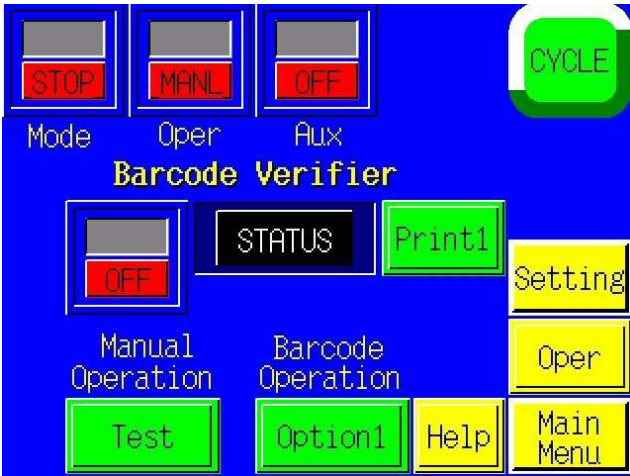 STOP MANL OFF CYCLE
Mode Oper Aux
Barcode Verifier
OFF STATUS Print1
Setting
Manual
Operation
Barcode
Operation
Oper
Test Option1 Help Main
Menu